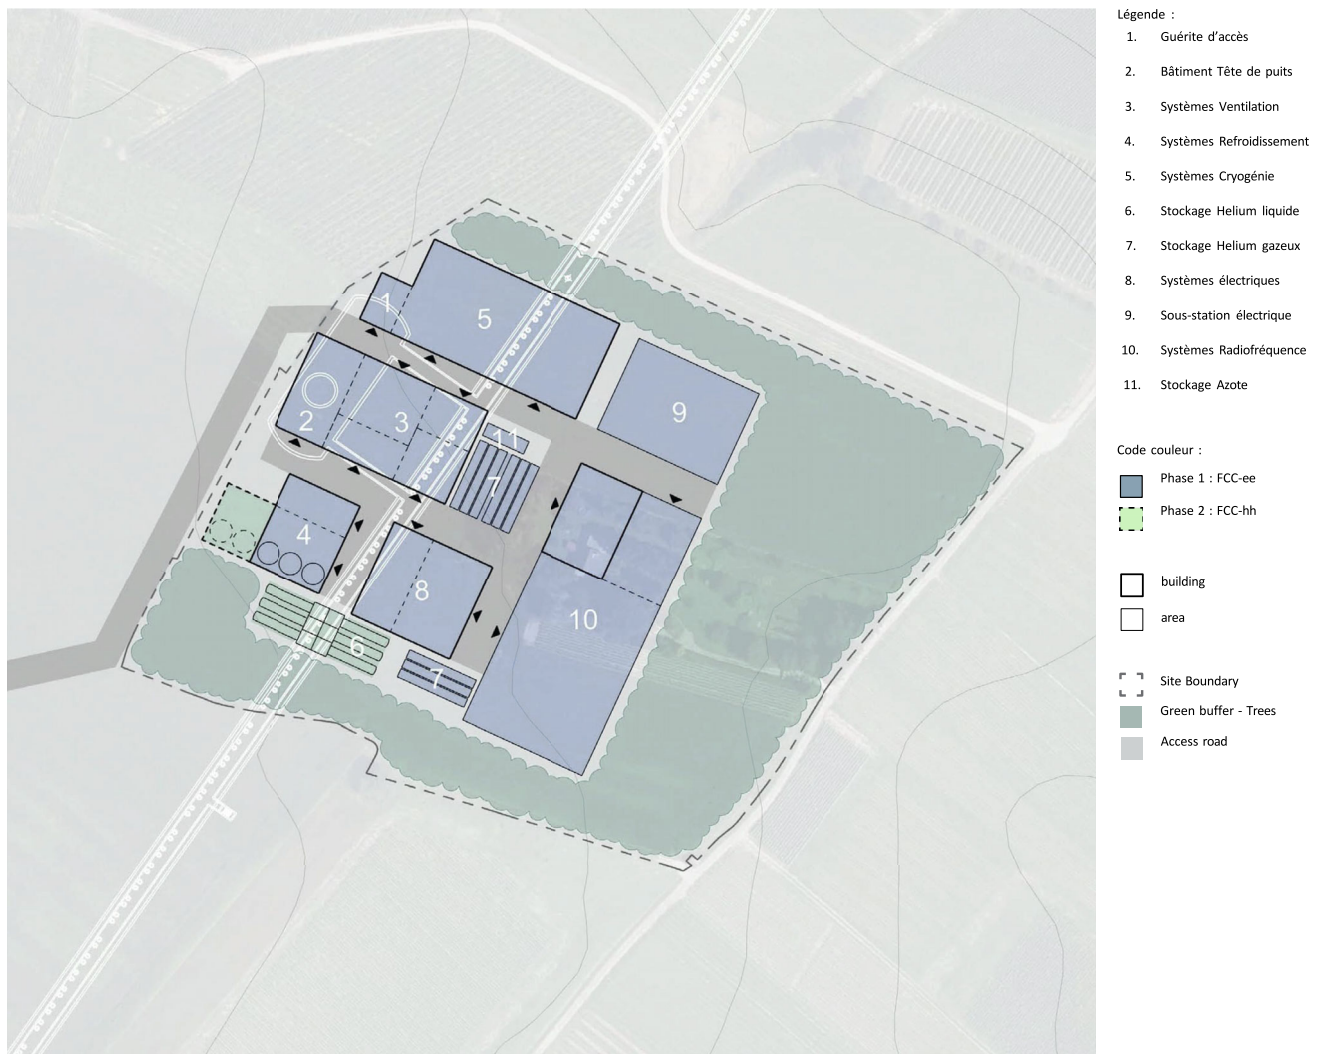 Légende :
1. Guérite d'accès
2. Bâtiment Tête de puits
3. Systèmes Ventilation
4. Systèmes Refroidissement
5. Systèmes Cryogénie
6. Stockage Helium liquide
7. Stockage Helium gazeux
8. Systèmes électriques
9. Sous-station électrique
10. Systèmes Radiofréquence
11. Stockage Azote
Code couleur :
Phase 1 : FCC-ee
Phase 2 : FCC-hh
building
area
Site Boundary
Green buffer - Trees
Access road
1
5
9
2
3
11
7
4
8
10
6
7